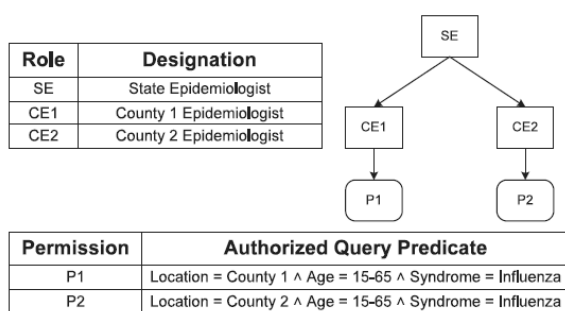 SE
Role Designation
SE State Epidemiologist
CE1 County 1 Epidemiologist
CE2 County 2 Epidemiologist
CE1 CE2
P1 P2
Permission Authorized Query Predicate
P1 Location = County 1 ∧ Age = 15-65 ∧ Syndrome = Influenza
P2 Location = County 2 ∧ Age = 15-65 ∧ Syndrome = Influenza